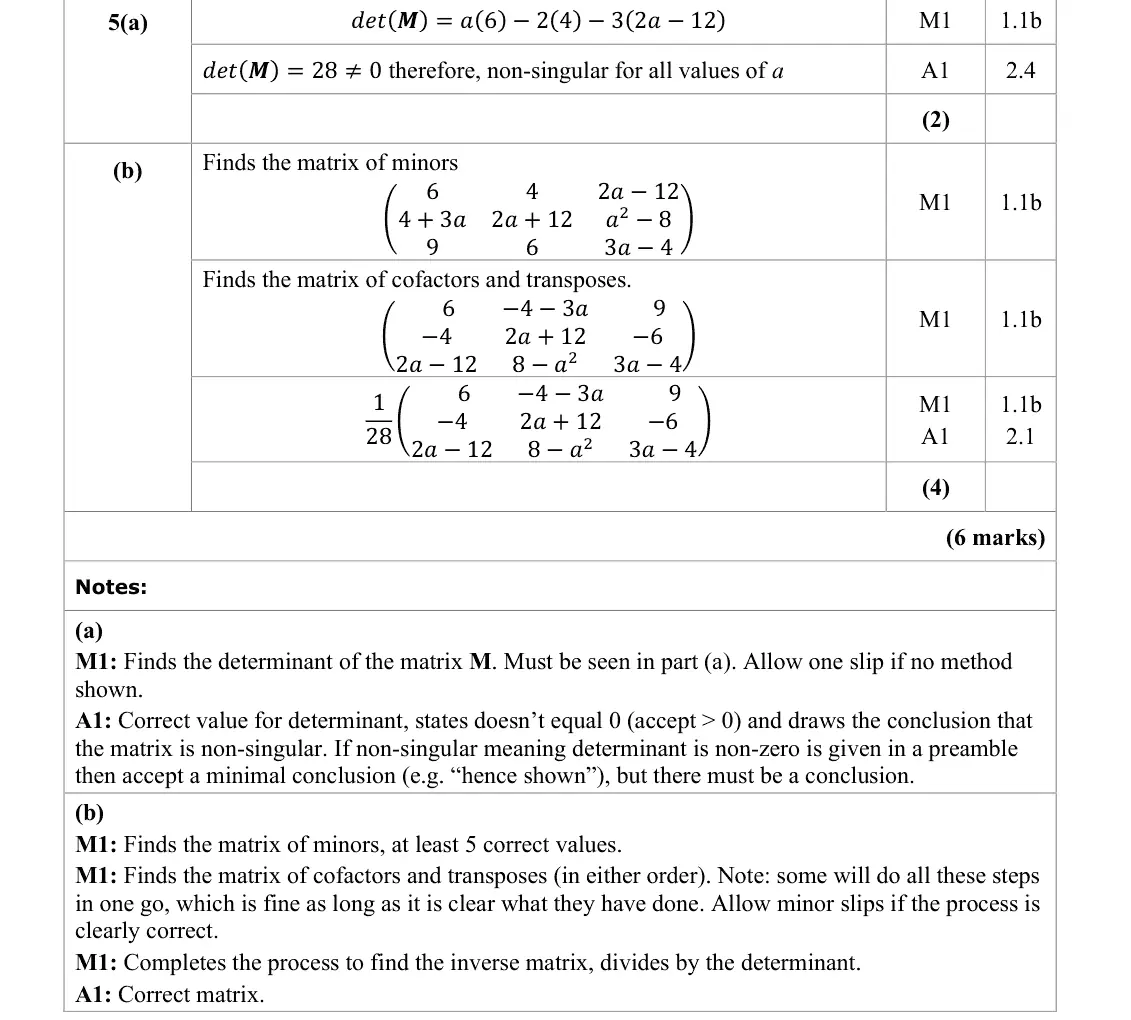 5(a) det(M) = a(6) − 2(4) − 3(2a − 12) M1 1.1b
det(M) = 28 ≠ 0 therefore, non-singular for all values of a A1 2.4
(2)
(b) Finds the matrix of minors
6 4 2a − 12
4 + 3a 2a + 12 a² − 8 M1 1.1b
9 6 3a − 4
Finds the matrix of cofactors and transposes.
6 −4 − 3a 9
−4 2a + 12 −6 M1 1.1b
2a − 12 8 − a² 3a − 4
6 −4 − 3a 9
1/28 −4 2a + 12 −6 M1 1.1b
2a − 12 8 − a² 3a − 4 A1 2.1
(4)
(6 marks)
Notes:
(a)
M1: Finds the determinant of the matrix M. Must be seen in part (a). Allow one slip if no method
shown.
A1: Correct value for determinant, states doesn’t equal 0 (accept > 0) and draws the conclusion that
the matrix is non-singular. If non-singular meaning determinant is non-zero is given in a preamble
then accept a minimal conclusion (e.g. “hence shown”), but there must be a conclusion.
(b)
M1: Finds the matrix of minors, at least 5 correct values.
M1: Finds the matrix of cofactors and transposes (in either order). Note: some will do all these steps
in one go, which is fine as long as it is clear what they have done. Allow minor slips if the process is
clearly correct.
M1: Completes the process to find the inverse matrix, divides by the determinant.
A1: Correct matrix.